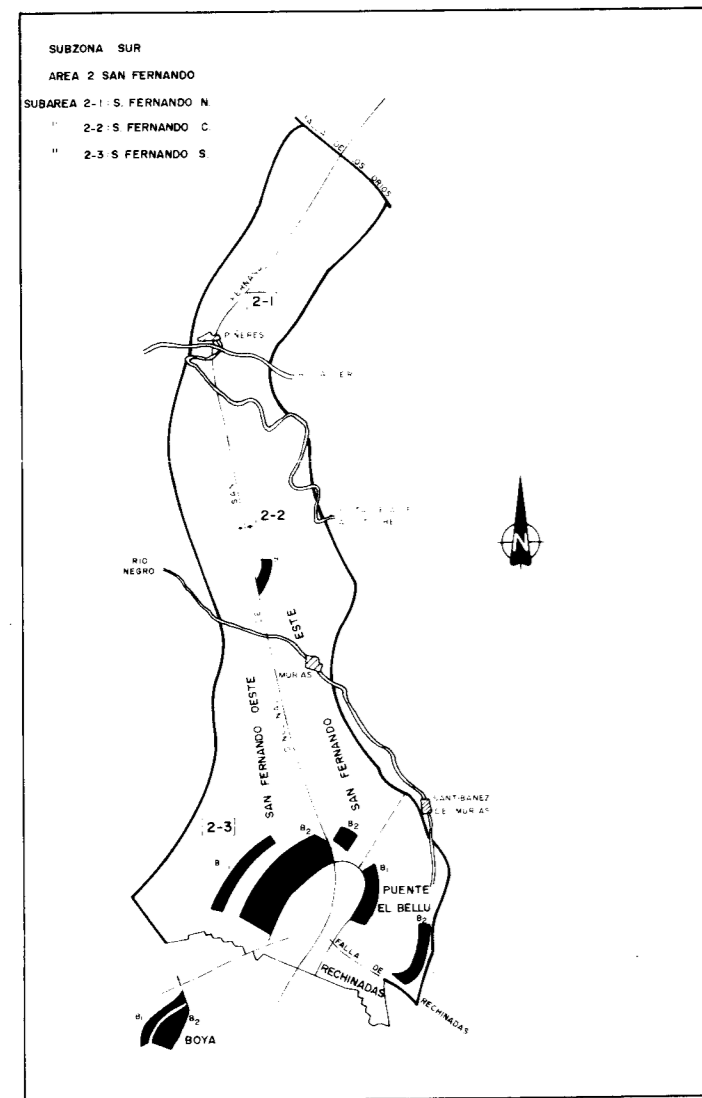 SUBZONA SUR
AREA 2 SAN FERNANDO
SUBAREA 2-1: S. FERNANDO N.
" 2-2: S. FERNANDO C.
" 2-3: S FERNANDO S.
2-1
PIÑERES
SAN
2-2
RIO
NEGRO
ESTE
MURIAS
SAN FERNANDO OESTE
SAN FERNANDO
SANTIBAÑEZ
DE MURIAS
2-3
B
B2
B2
B1
PUENTE
EL BELLU
B2
FALLA DE
RECHINADAS
RECHINADAS
B1
B2
BOYA
N